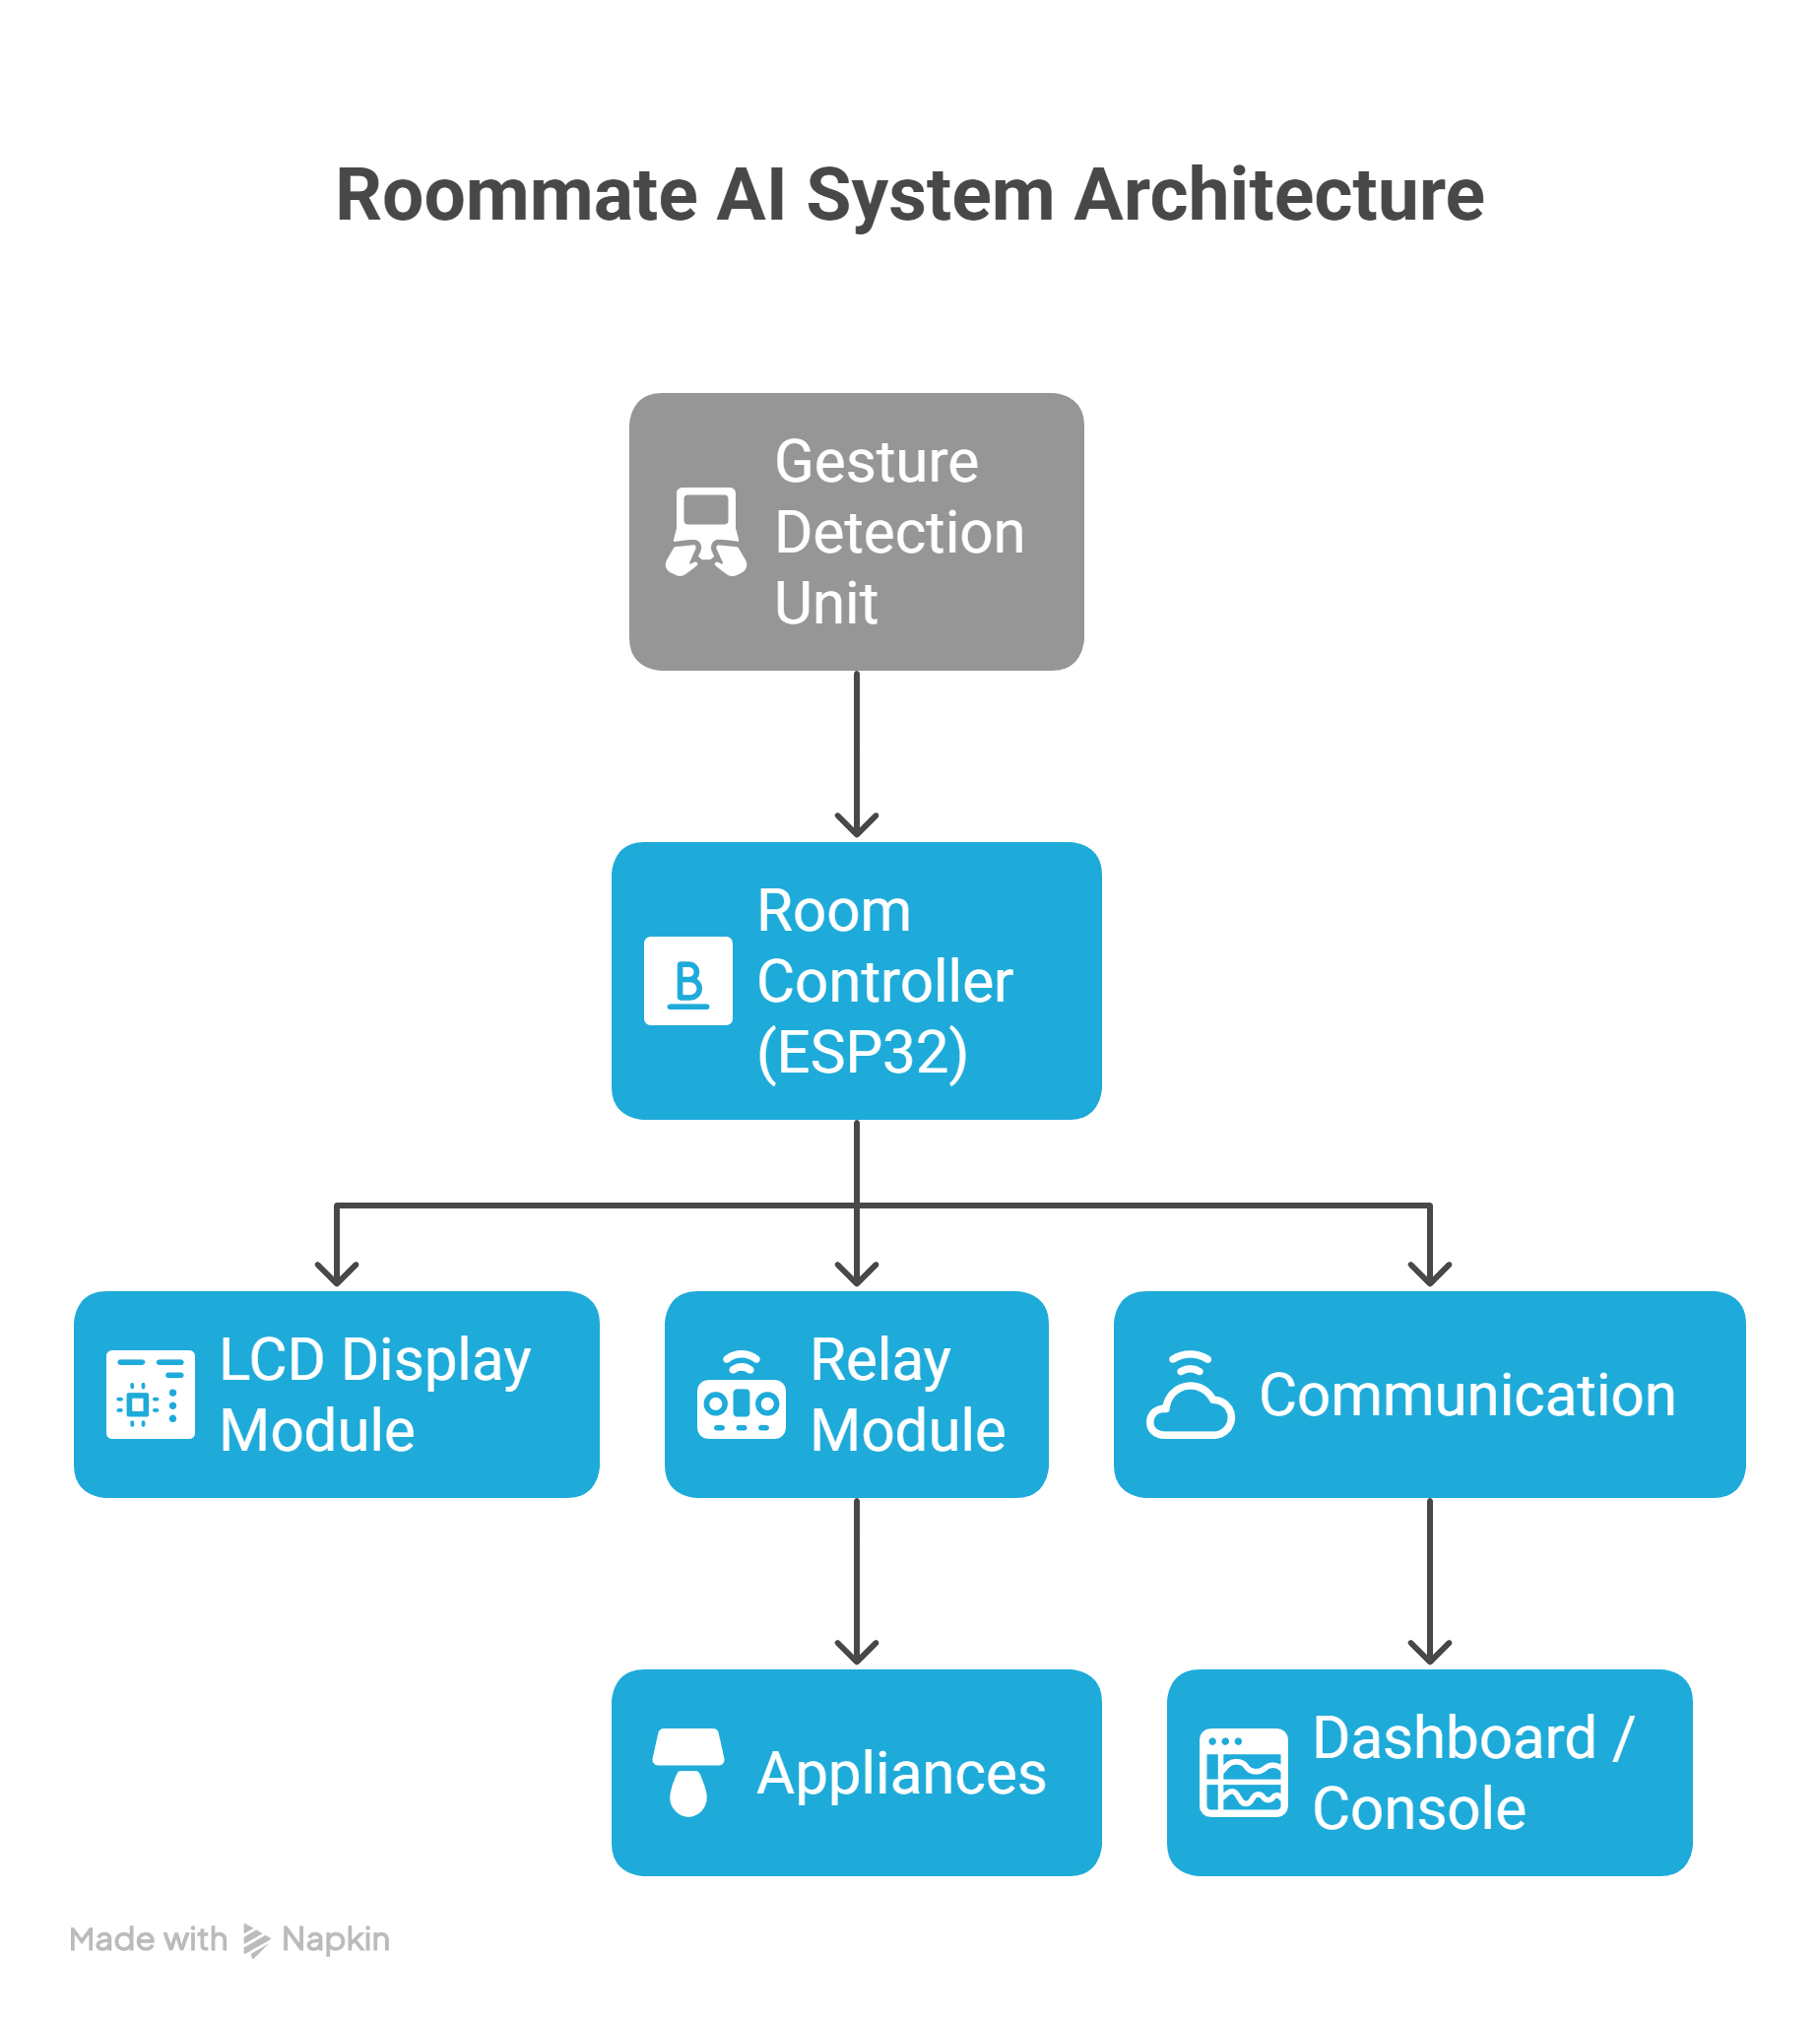 Roommate AI System Architecture
Gesture
Detection
Unit
B
Room
Controller
(ESP32)
LCD Display
Module
Relay
Module
Communication
Appliances
Dashboard /
Console
Made with Napkin